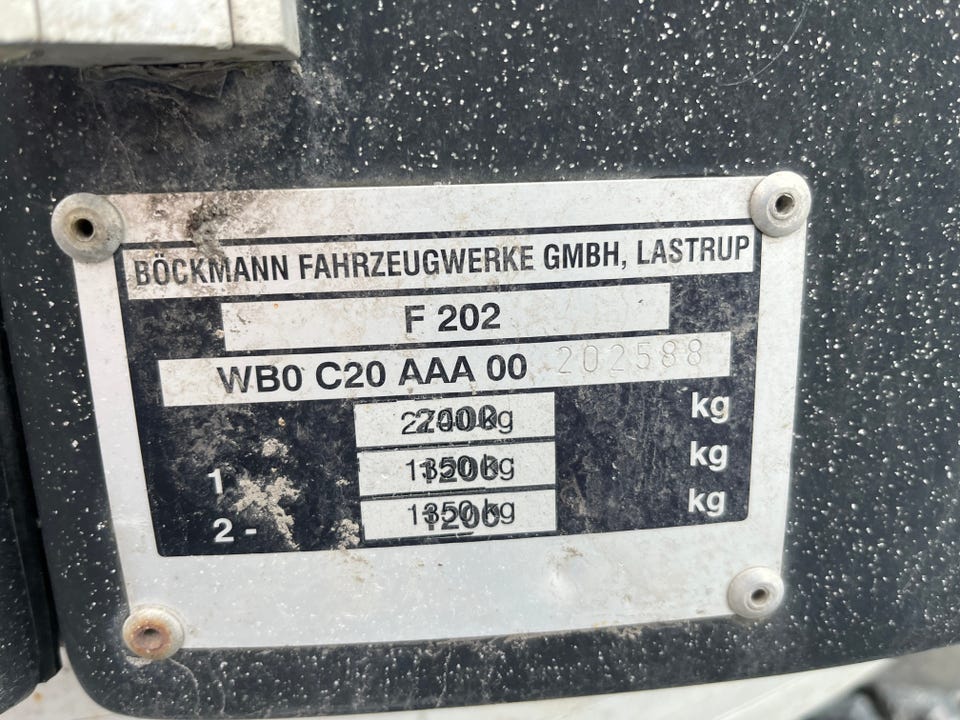 BÖCKMANN FAHRZEUGWERKE GMBH, LASTRUP
F 202
WB0 C20 AAA 00 202588
kg
1 kg
2 - kg